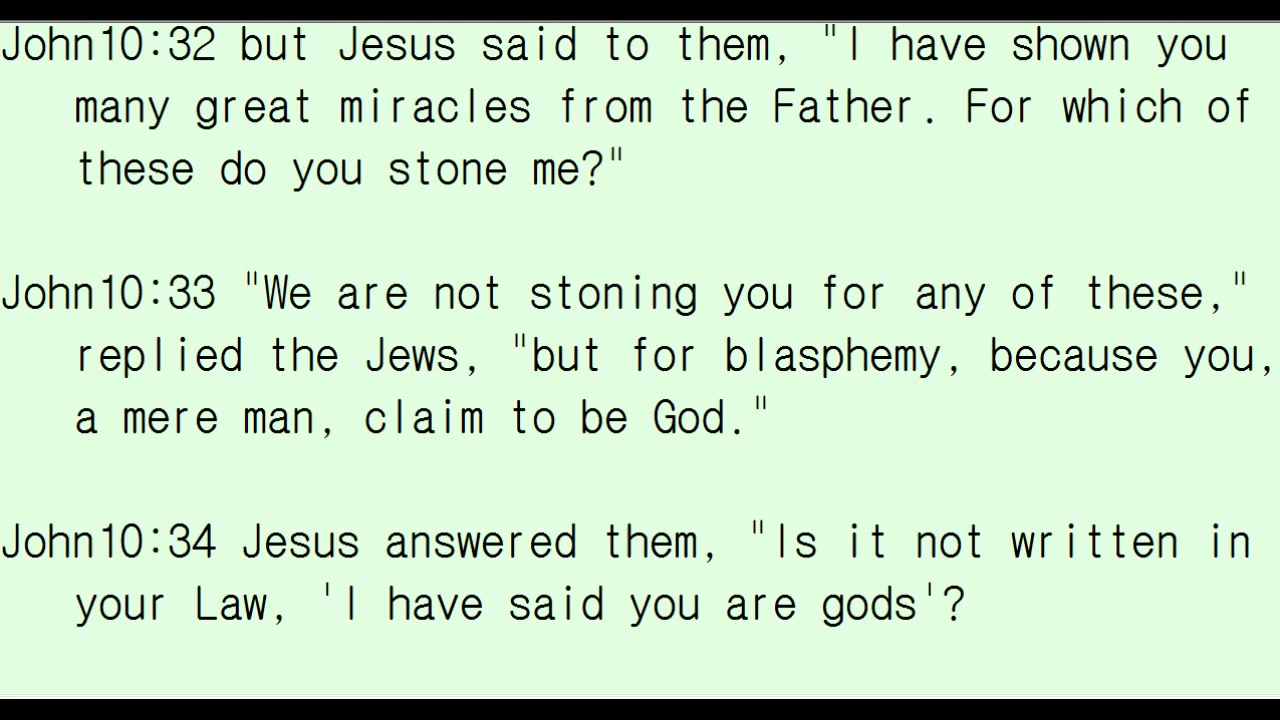 John10:32 but Jesus said to them, "I have shown you
many great miracles from the Father. For which of
these do you stone me?"
John10:33 "We are not stoning you for any of these,"
replied the Jews, "but for blasphemy, because you,
a mere man, claim to be God."
John10:34 Jesus answered them, "Is it not written in
your Law, 'I have said you are gods'?